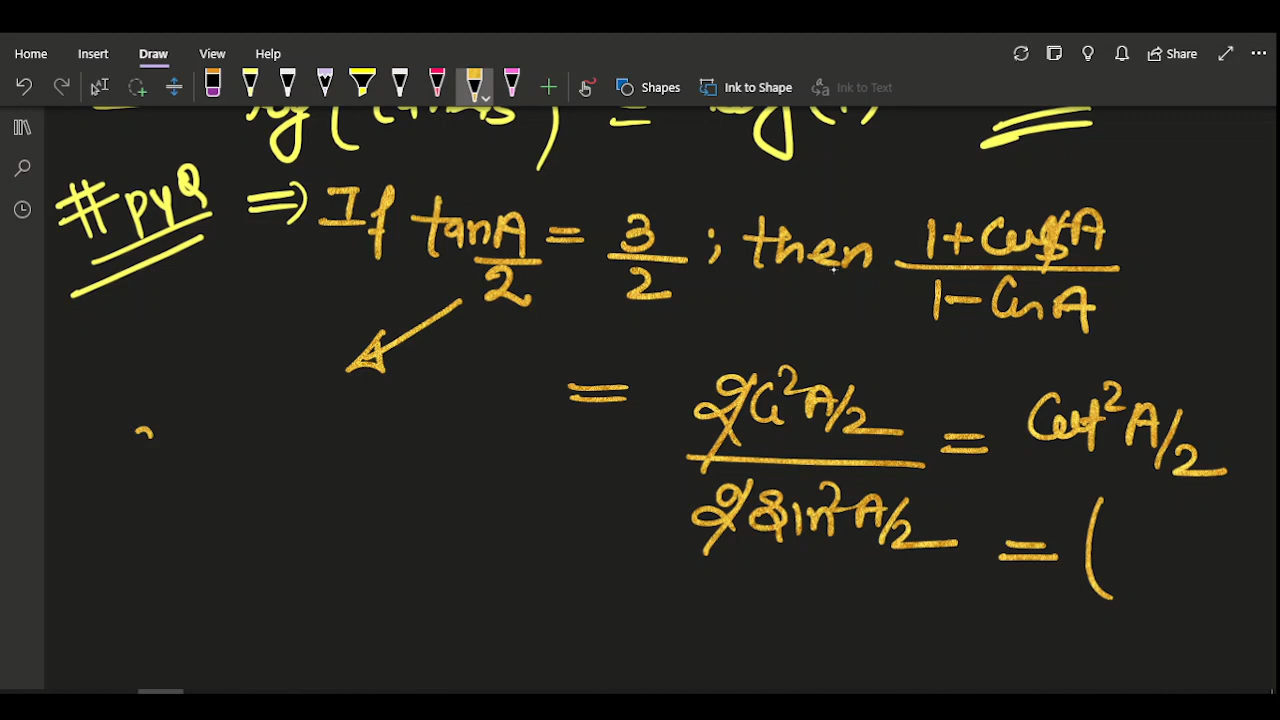 Home Insert Draw View Help Share
Shapes Ink to Shape Ink to Text
#pyQ ⇒ If tan A/2 = 3/2 ; then (1+CosA)/(1-CosA)
= 2C²A/2 / 2Sin²A/2 = Cot²A/2
= (